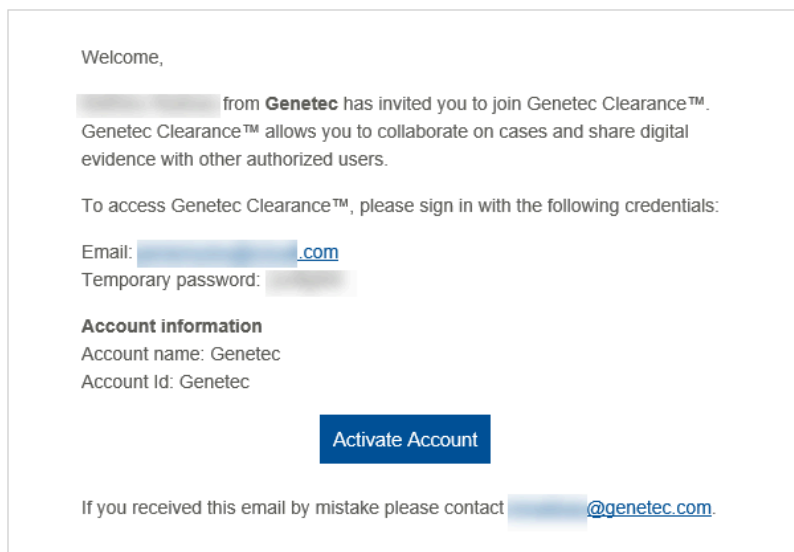 Welcome,
from Genetec has invited you to join Genetec Clearance™.
Genetec Clearance™ allows you to collaborate on cases and share digital
evidence with other authorized users.
To access Genetec Clearance™, please sign in with the following credentials:
Email: .com
Temporary password:
Account information
Account name: Genetec
Account Id: Genetec
Activate Account
If you received this email by mistake please contact @genetec.com.